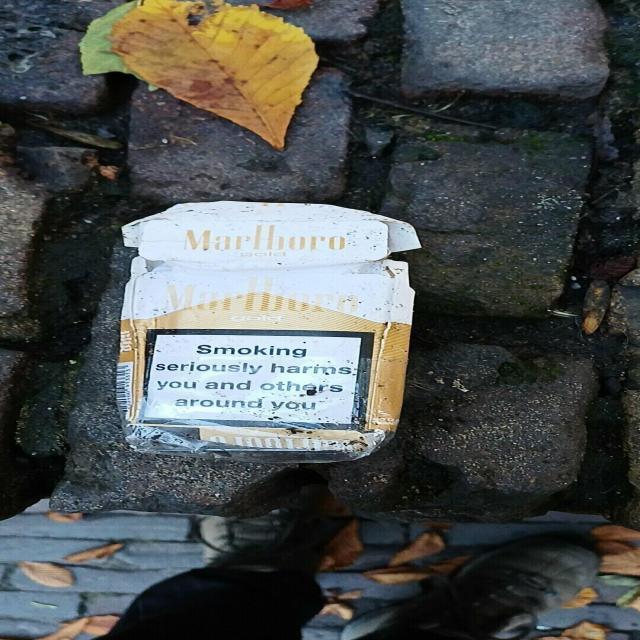 Marlboro
GOLD
Marlboro
GOLD
Smoking
seriously harms
you and others
around you